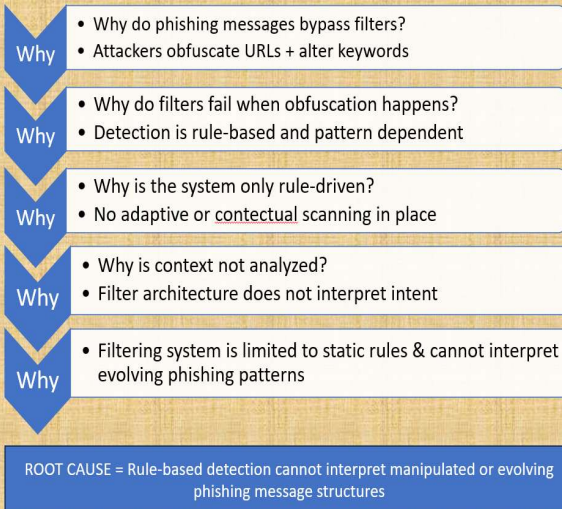 Why
• Why do phishing messages bypass filters?
• Attackers obfuscate URLs + alter keywords
Why
• Why do filters fail when obfuscation happens?
• Detection is rule-based and pattern dependent
Why
• Why is the system only rule-driven?
• No adaptive or contectual scanning in place
Why
• Why is context not analyzed?
• Filter architecture does not interpret intent
Why
• Filtering system is limited to static rules & cannot interpret
evolving phishing patterns
ROOT CAUSE = Rule-based detection cannot interpret manipulated or evolving
phishing message structures